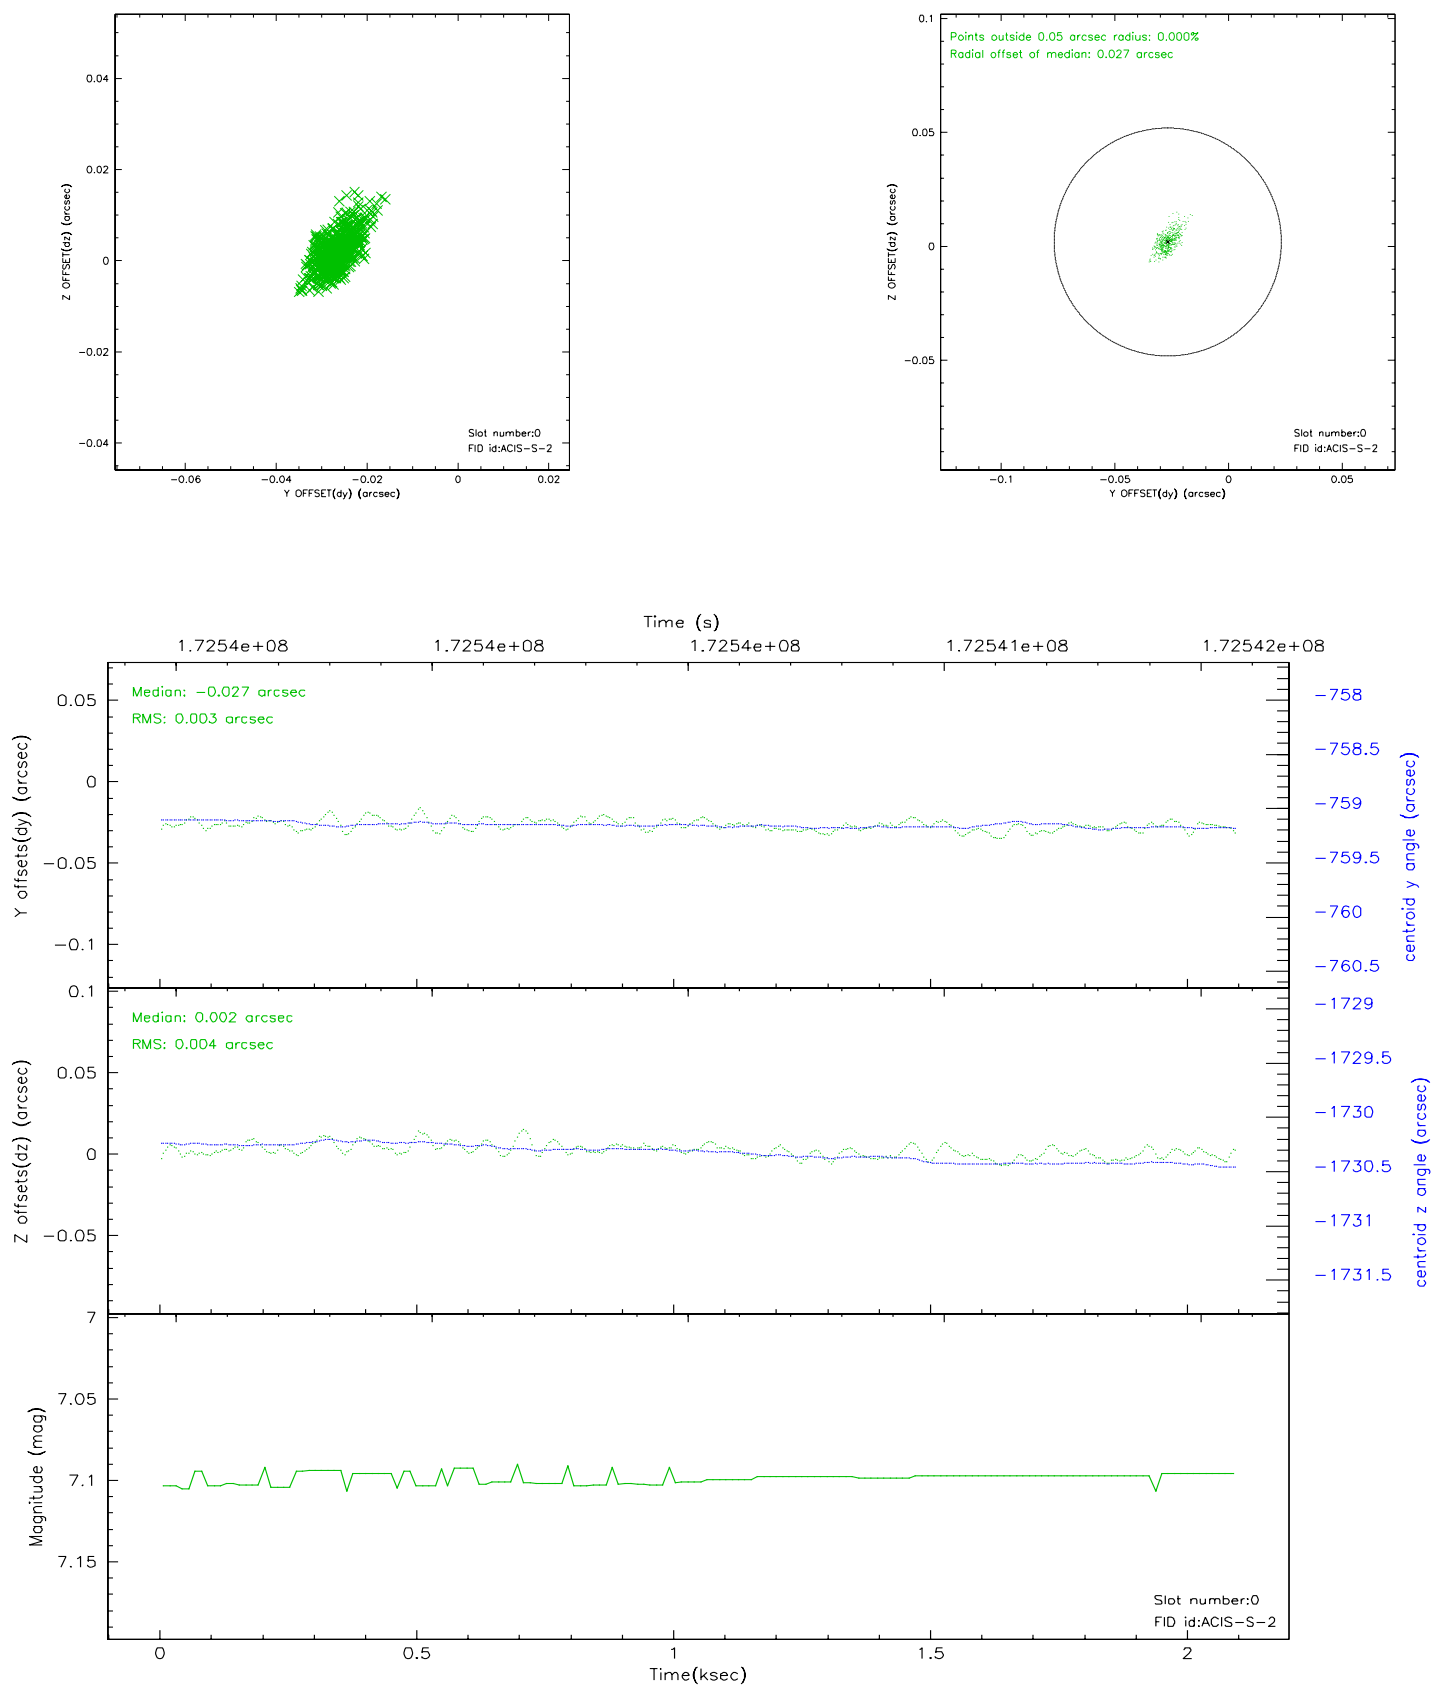 0.04
0.02
0
-0.02
-0.04
Z OFFSET(dz) (arcsec)
Slot number:0
FID id:ACIS-S-2
-0.06
-0.04
-0.02
0
0.02
Y OFFSET(dy) (arcsec)
Points outside 0.05 arcsec radius: 0.000%
Radial offset of median: 0.027 arcsec
0.1
0.05
0
-0.05
Z OFFSET(dz) (arcsec)
Slot number:0
FID id:ACIS-S-2
-0.1
-0.05
0
0.05
Y OFFSET(dy) (arcsec)
Time (s)
1.7254e+08
1.7254e+08
1.7254e+08
1.72541e+08
1.72542e+08
Median: -0.027 arcsec
RMS: 0.003 arcsec
0.05
0
-0.05
-0.1
Y offsets(dy) (arcsec)
-758
-758.5
-759
-759.5
-760
-760.5
centroid y angle (arcsec)
Median: 0.002 arcsec
RMS: 0.004 arcsec
0.1
0.05
0
-0.05
Z offsets(dz) (arcsec)
-1729
-1729.5
-1730
-1730.5
-1731
-1731.5
centroid z angle (arcsec)
7
7.05
7.1
7.15
Magnitude (mag)
Slot number:0
FID id:ACIS-S-2
0
0.5
1
1.5
2
Time(ksec)